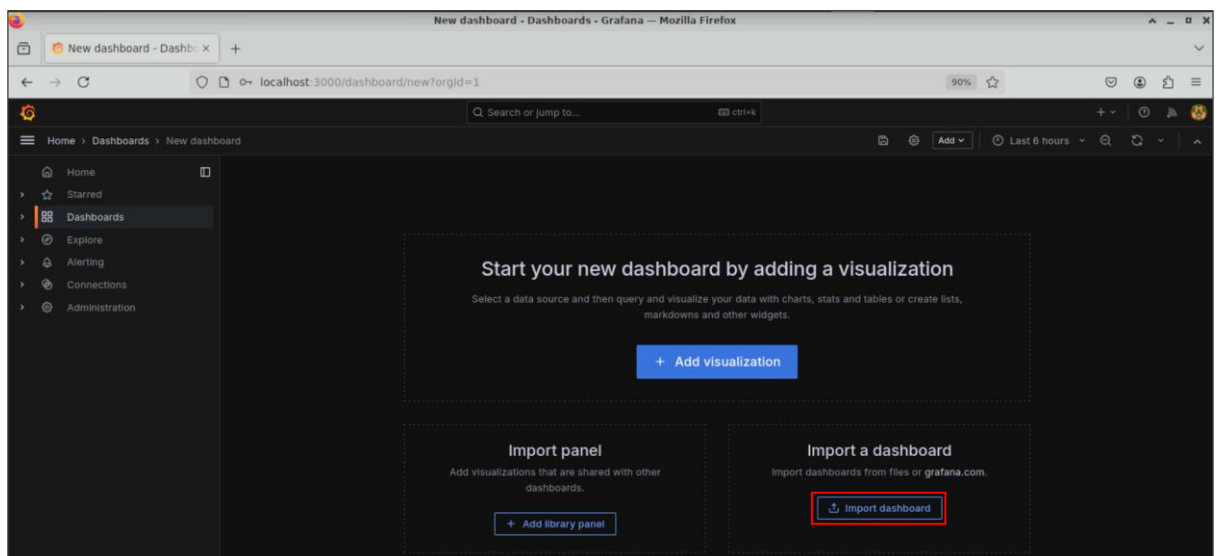 New dashboard - Dashboards - Grafana — Mozilla Firefox
New dashboard - Dashbo
localhost:3000/dashboard/new?orgId=1
90%
Search or jump to...
ctrl+k
Home › Dashboards › New dashboard
Add
Last 6 hours
Home
Starred
Dashboards
Explore
Alerting
Connections
Administration
Start your new dashboard by adding a visualization
Select a data source and then query and visualize your data with charts, stats and tables or create lists,
markdowns and other widgets.
+ Add visualization
Import panel
Add visualizations that are shared with other
dashboards.
+ Add library panel
Import a dashboard
Import dashboards from files or grafana.com.
Import dashboard